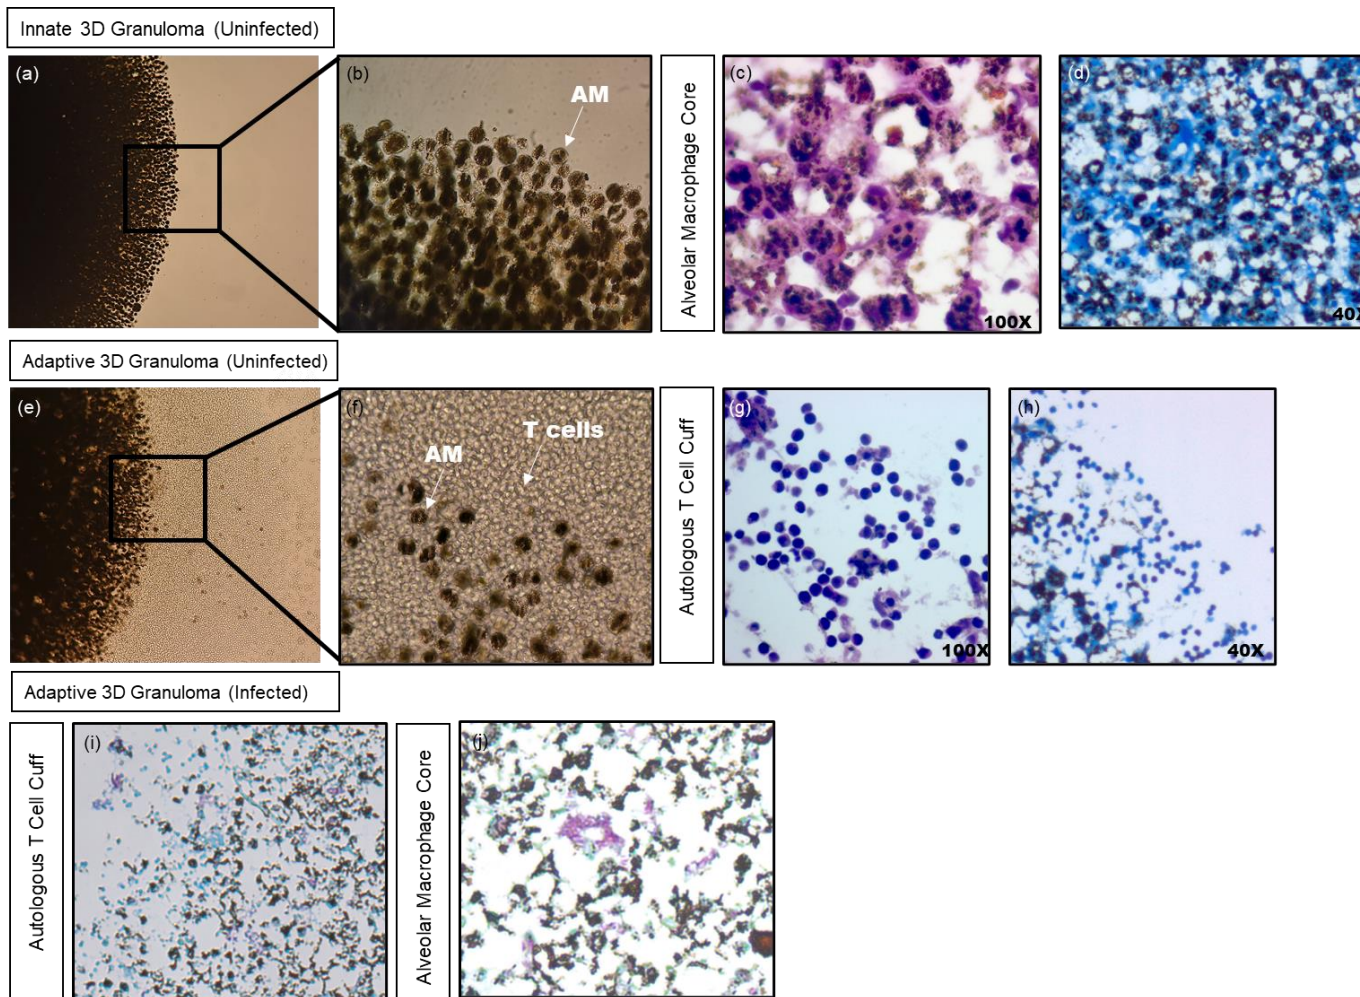 Innate 3D Granuloma (Uninfected)
(a)
(b)
AM
Alveolar Macrophage Core
(c)
100X
(d)
40X
Adaptive 3D Granuloma (Uninfected)
(e)
(f)
T cells
AM
Autologous T Cell Cuff
(g)
100X
(h)
40X
Adaptive 3D Granuloma (Infected)
Autologous T Cell Cuff
(i)
Alveolar Macrophage Core
(j)